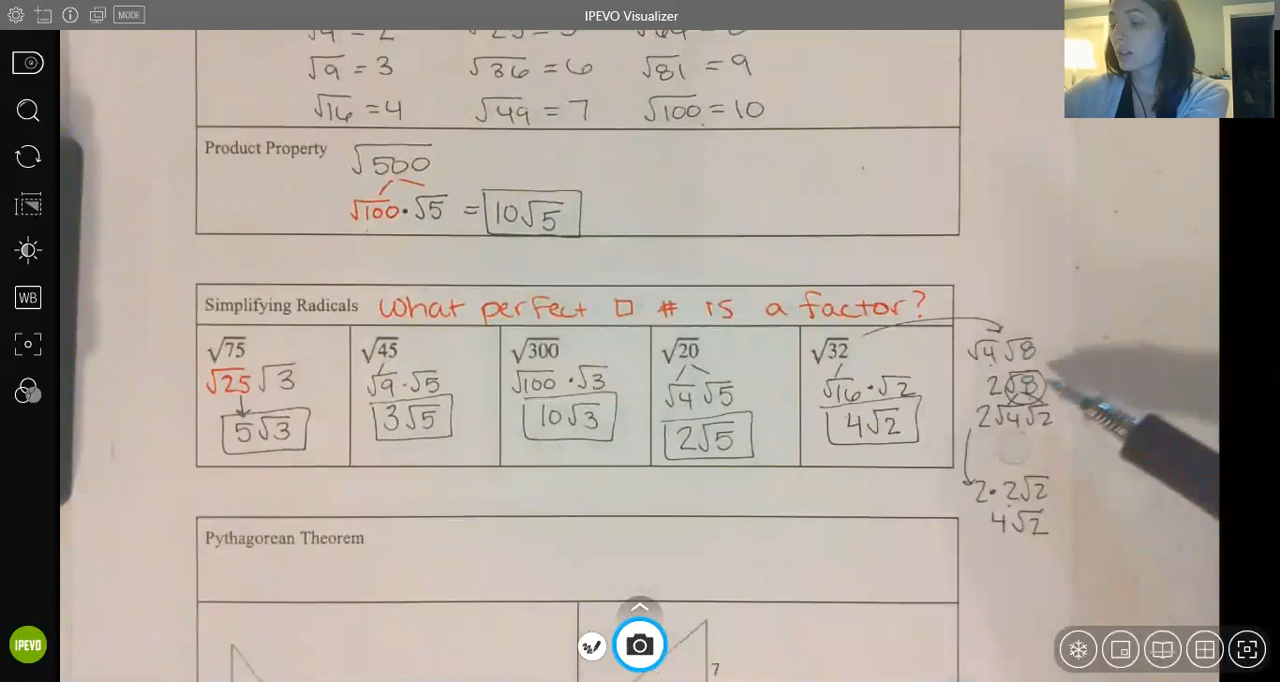 IPEVO Visualizer
MODE
WB
IPEVO
√9 = 3 √36 = 6 √81 = 9
√16 = 4 √49 = 7 √100 = 10
Product Property √500
√100 • √5 = 10√5
Simplifying Radicals What perfect □ # is a factor?
√75 √45 √300 √20 √32
√25 √3 √9 • √5 √100 • √3 √4 √5 √16 • √2
5√3 3√5 10√3 2√5 4√2
√4 √8
2√8
2√4 √2
2 • 2√2
4√2
Pythagorean Theorem
7